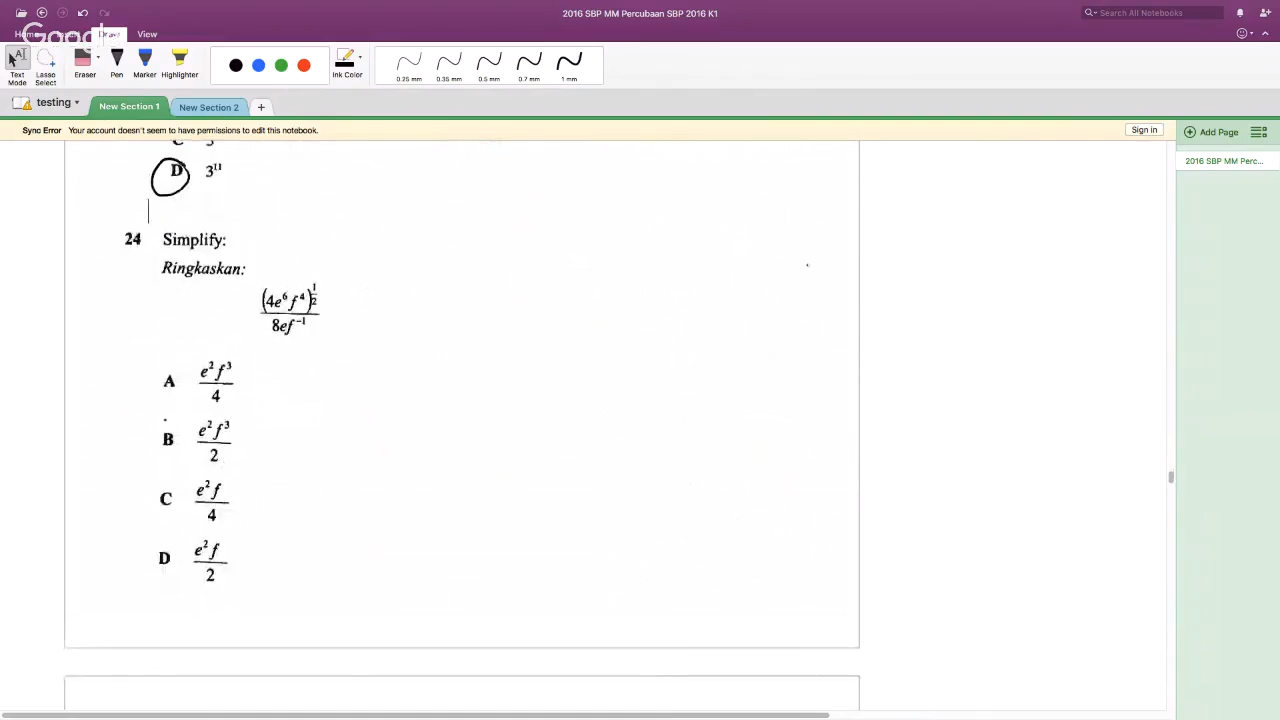 2016 SBP MM Percubaan SBP 2016 K1
Search All Notebooks
Google
Home Insert Draw View
Text Mode
Lasso Select
Eraser
Pen
Marker
Highlighter
Ink Color
0.25 mm
0.35 mm
0.5 mm
0.7 mm
1 mm
testing
New Section 1
New Section 2
+
Sync Error Your account doesn't seem to have permissions to edit this notebook.
Sign in
Add Page
2016 SBP MM Perc...
D 3¹¹
24 Simplify:
Ringkaskan:
(4e⁶f⁴)^(1/2)
8ef⁻¹
A e²f³
4
B e²f³
2
C e²f
4
D e²f
2